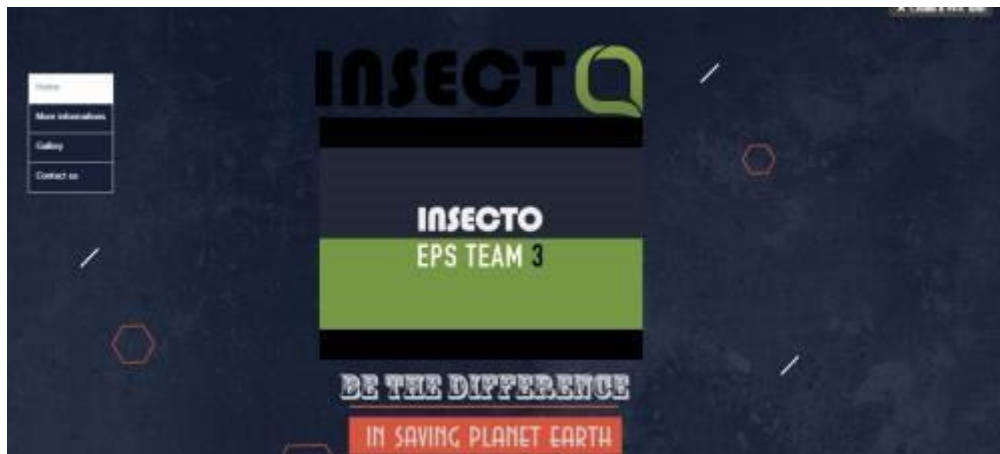 INSECTO
Home
More informations
Gallery
Contact us
INSECTO
EPS TEAM 3
BE THE DIFFERENCE
IN SAVING PLANET EARTH